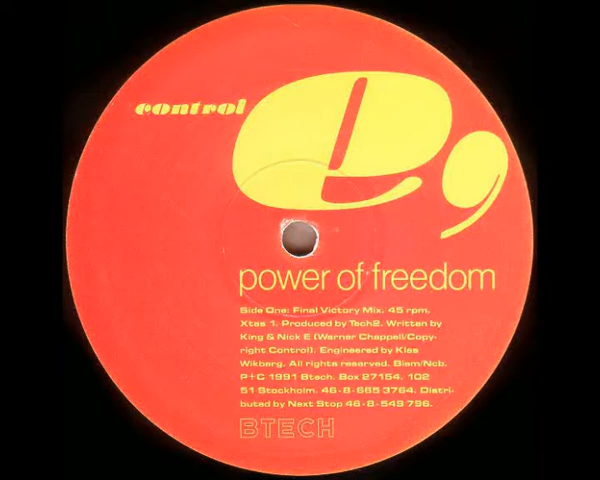 control
e,
power of freedom
Side One: Final Victory Mix. 45 rpm.
Xtas 1. Produced by Tech2. Written by
King & Nick E (Warner Chappell/Copy-
right Control). Engineered by Klas
Wikberg. All rights reserved. Biem/Ncb.
P+C 1991 Btech. Box 27154. 102
51 Stockholm. 46-8-665 3764. Distri-
buted by Next Stop 46-8-549 796.
BTECH